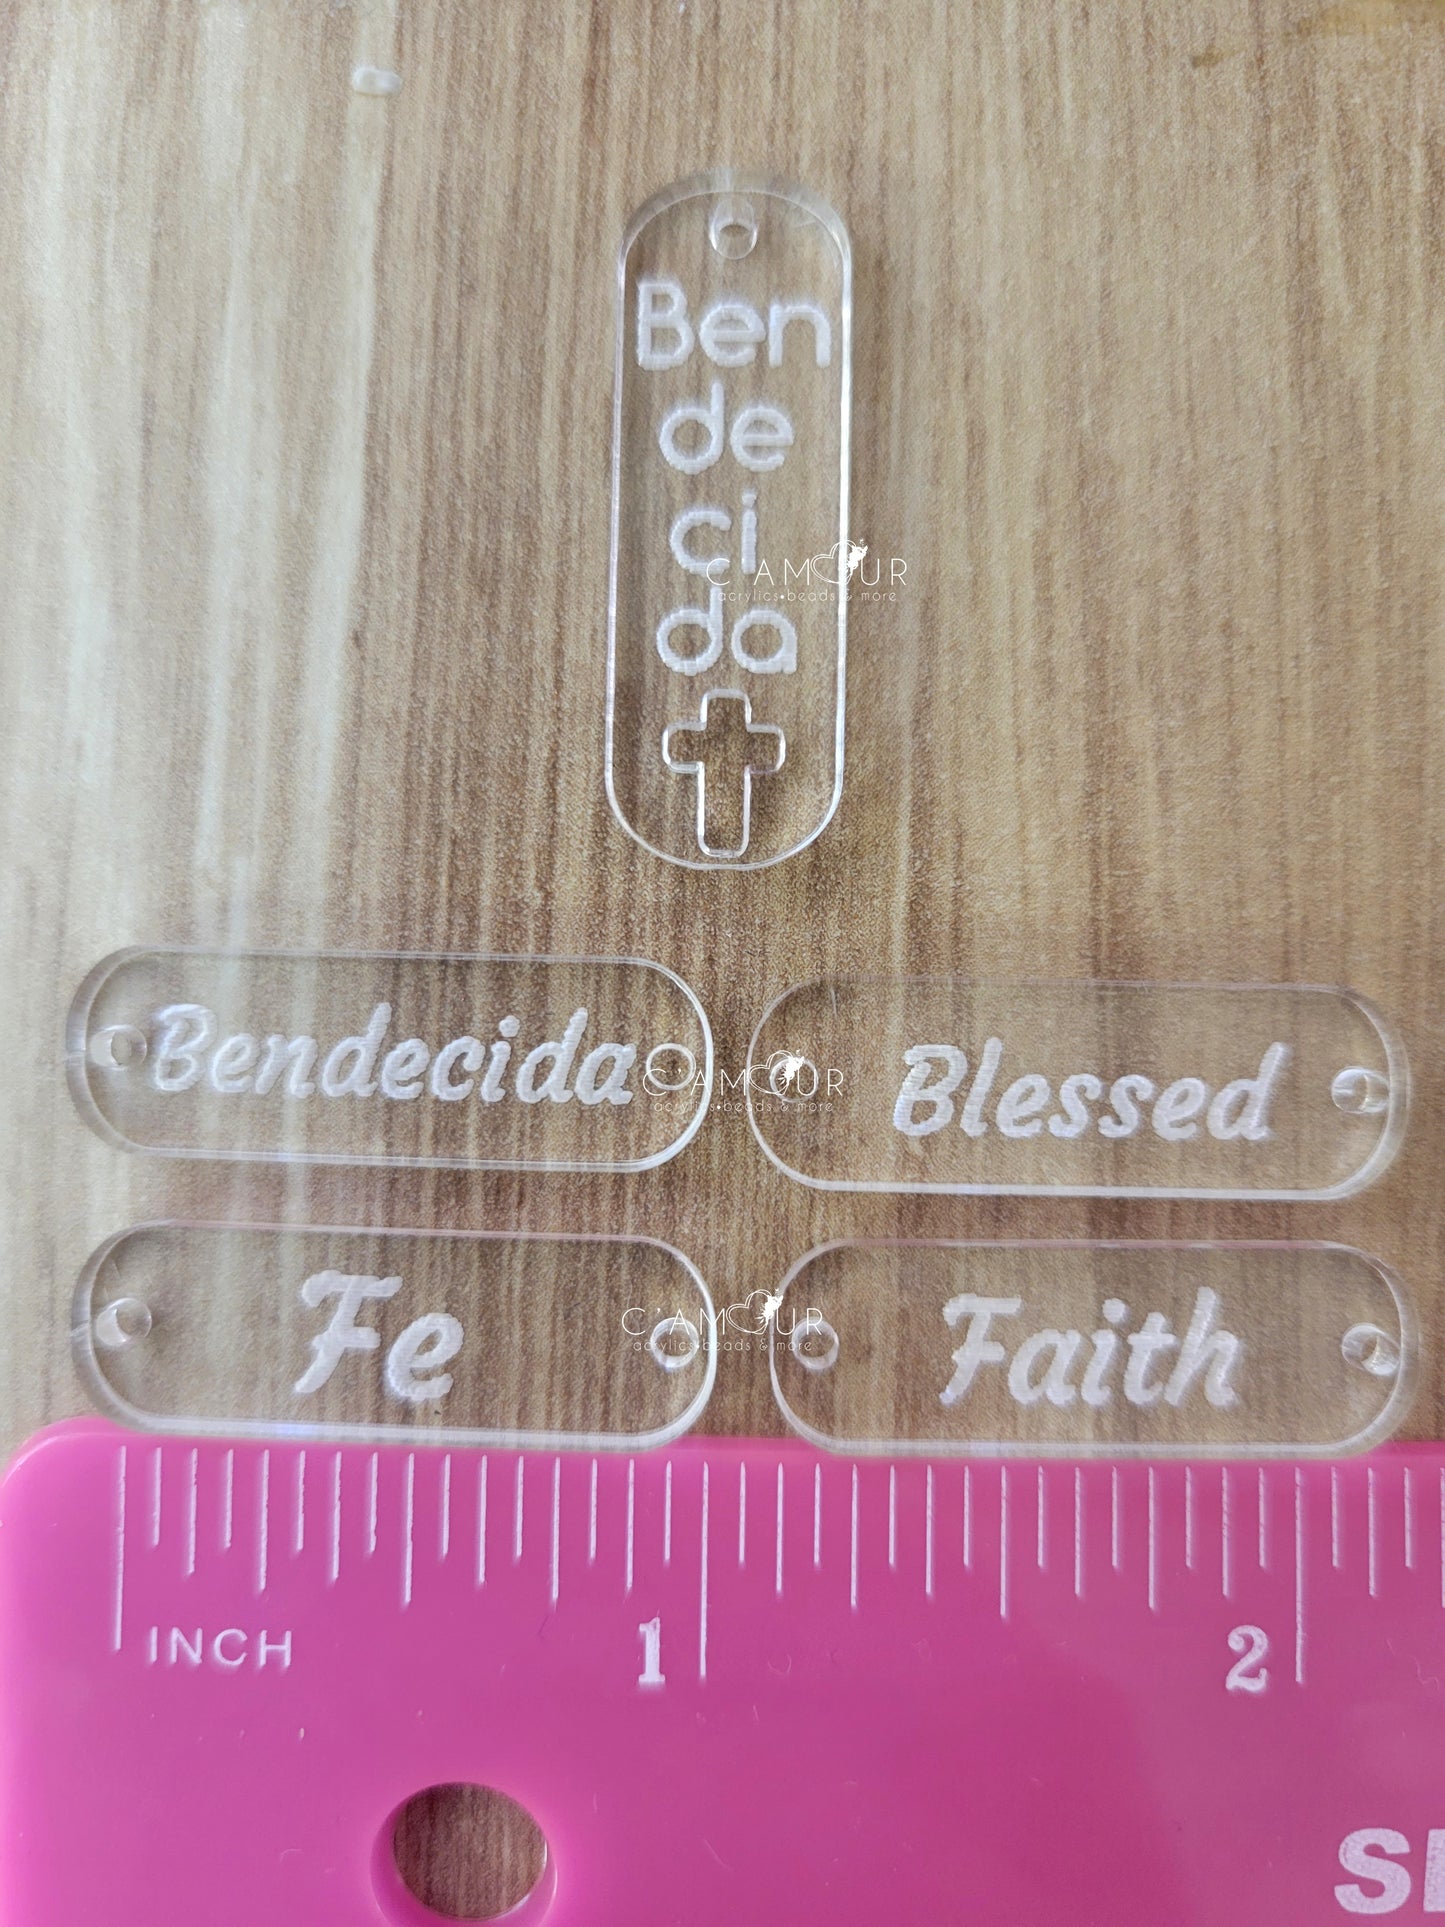 Ben
de
ci
da
C'AMOUR
acrylics•beads & more
Bendecida
C'AMOUR
acrylics•beads & more
Blessed
Fe
C'AMOUR
acrylics•beads & more
Faith
INCH
1
2